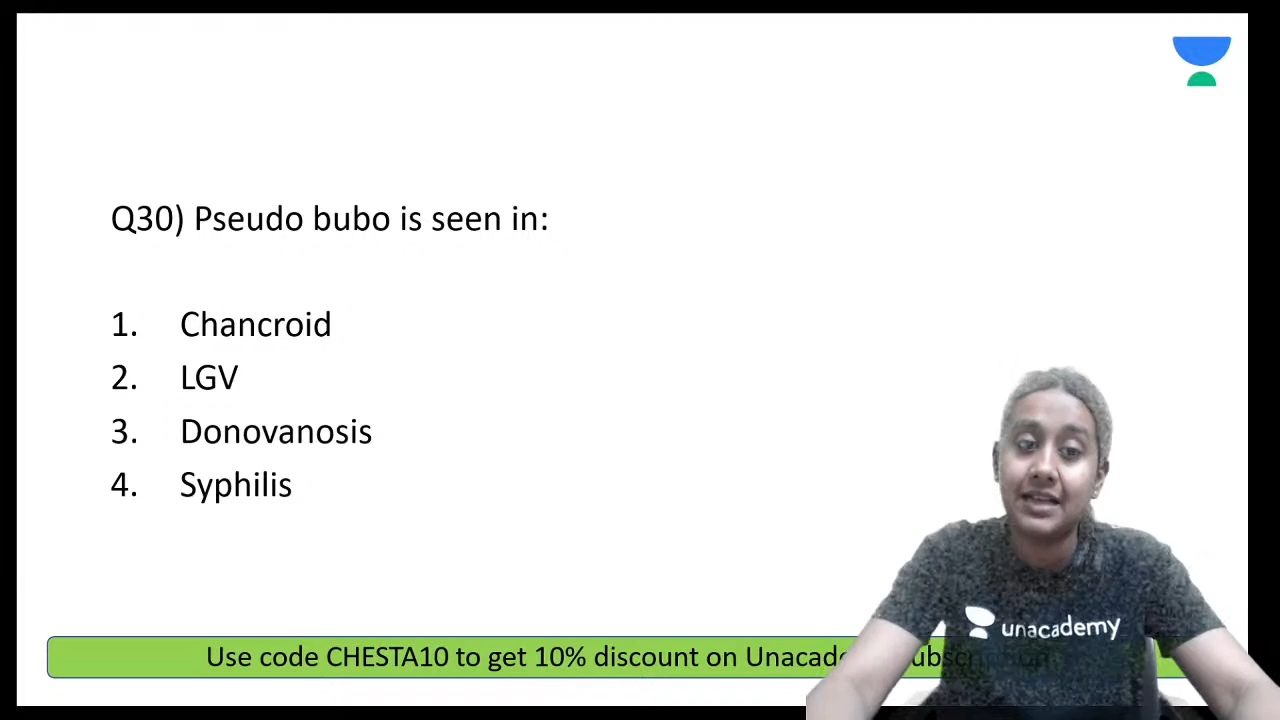 Q30) Pseudo bubo is seen in:
1. Chancroid
2. LGV
3. Donovanosis
4. Syphilis
unacademy
Use code CHESTA10 to get 10% discount on